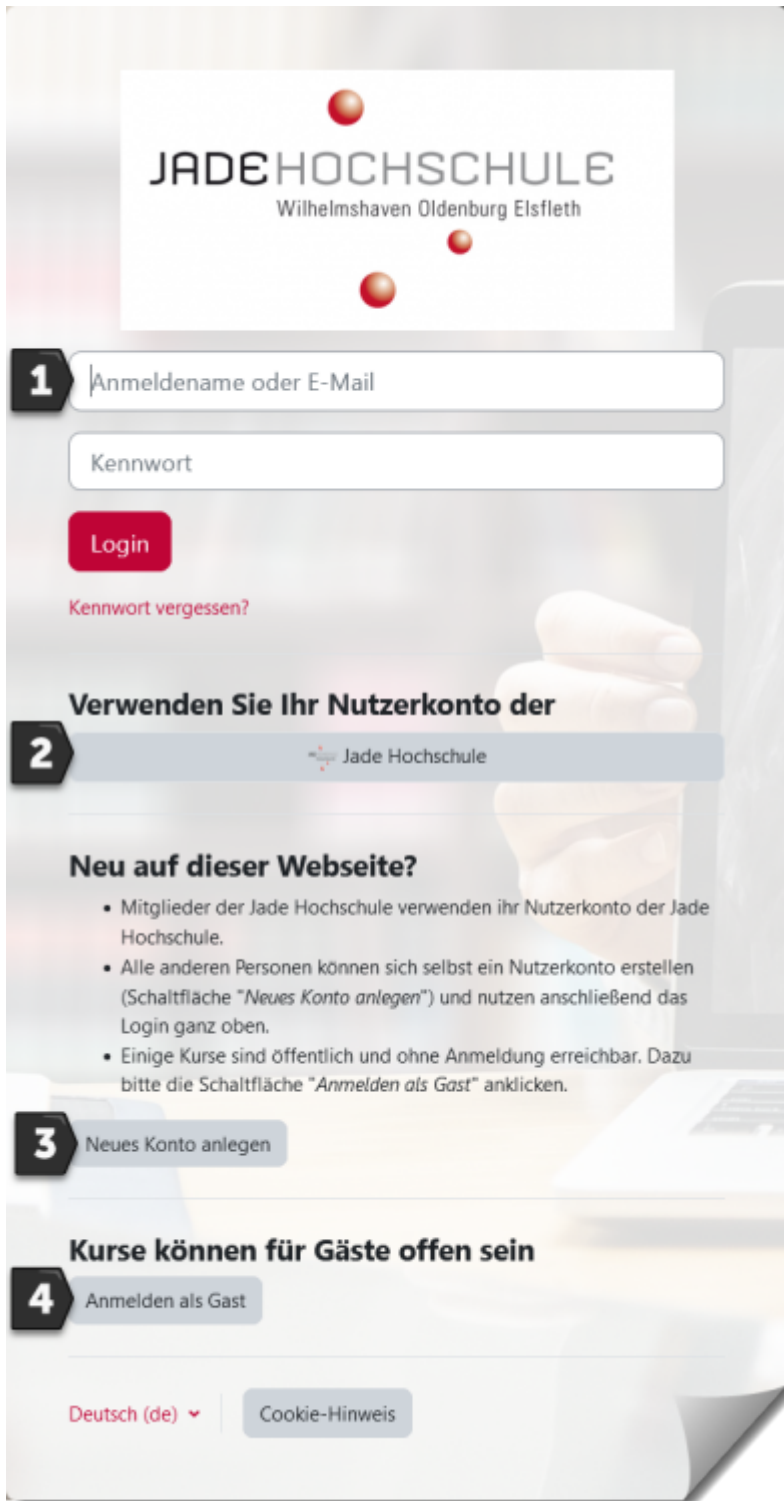 JADEHOCHSCHULE
Wilhelmshaven Oldenburg Elsfleth
1
Anmeldename oder E-Mail
Kennwort
Login
Kennwort vergessen?
Verwenden Sie Ihr Nutzerkonto der
2
Jade Hochschule
Neu auf dieser Webseite?
• Mitglieder der Jade Hochschule verwenden ihr Nutzerkonto der Jade
Hochschule.
• Alle anderen Personen können sich selbst ein Nutzerkonto erstellen
(Schaltfläche "Neues Konto anlegen") und nutzen anschließend das
Login ganz oben.
• Einige Kurse sind öffentlich und ohne Anmeldung erreichbar. Dazu
bitte die Schaltfläche "Anmelden als Gast" anklicken.
3
Neues Konto anlegen
Kurse können für Gäste offen sein
4
Anmelden als Gast
Deutsch (de)
Cookie-Hinweis